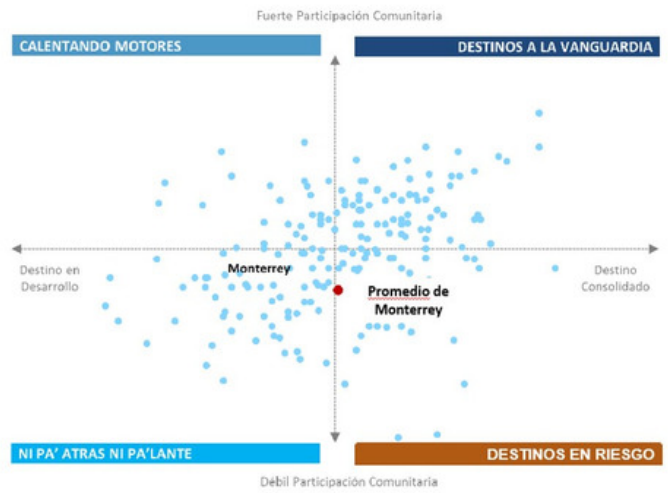 Fuerte Participación Comunitaria
CALENTANDO MOTORES
DESTINOS A LA VANGUARDIA
Destino en
Desarrollo
Monterrey
Promedio de
Monterrey
Destino
Consolidado
NI PA' ATRAS NI PA'LANTE
DESTINOS EN RIESGO
Débil Participación Comunitaria